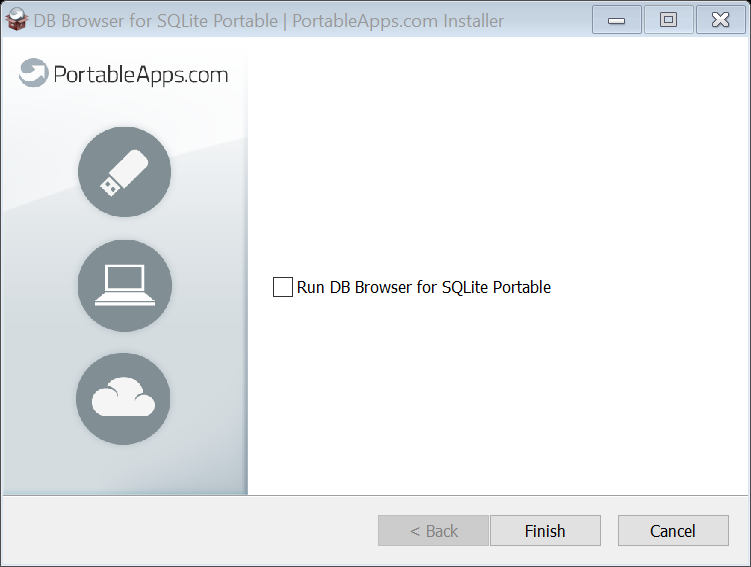 DB Browser for SQLite Portable | PortableApps.com Installer
PortableApps.com
Run DB Browser for SQLite Portable
< Back
Finish
Cancel